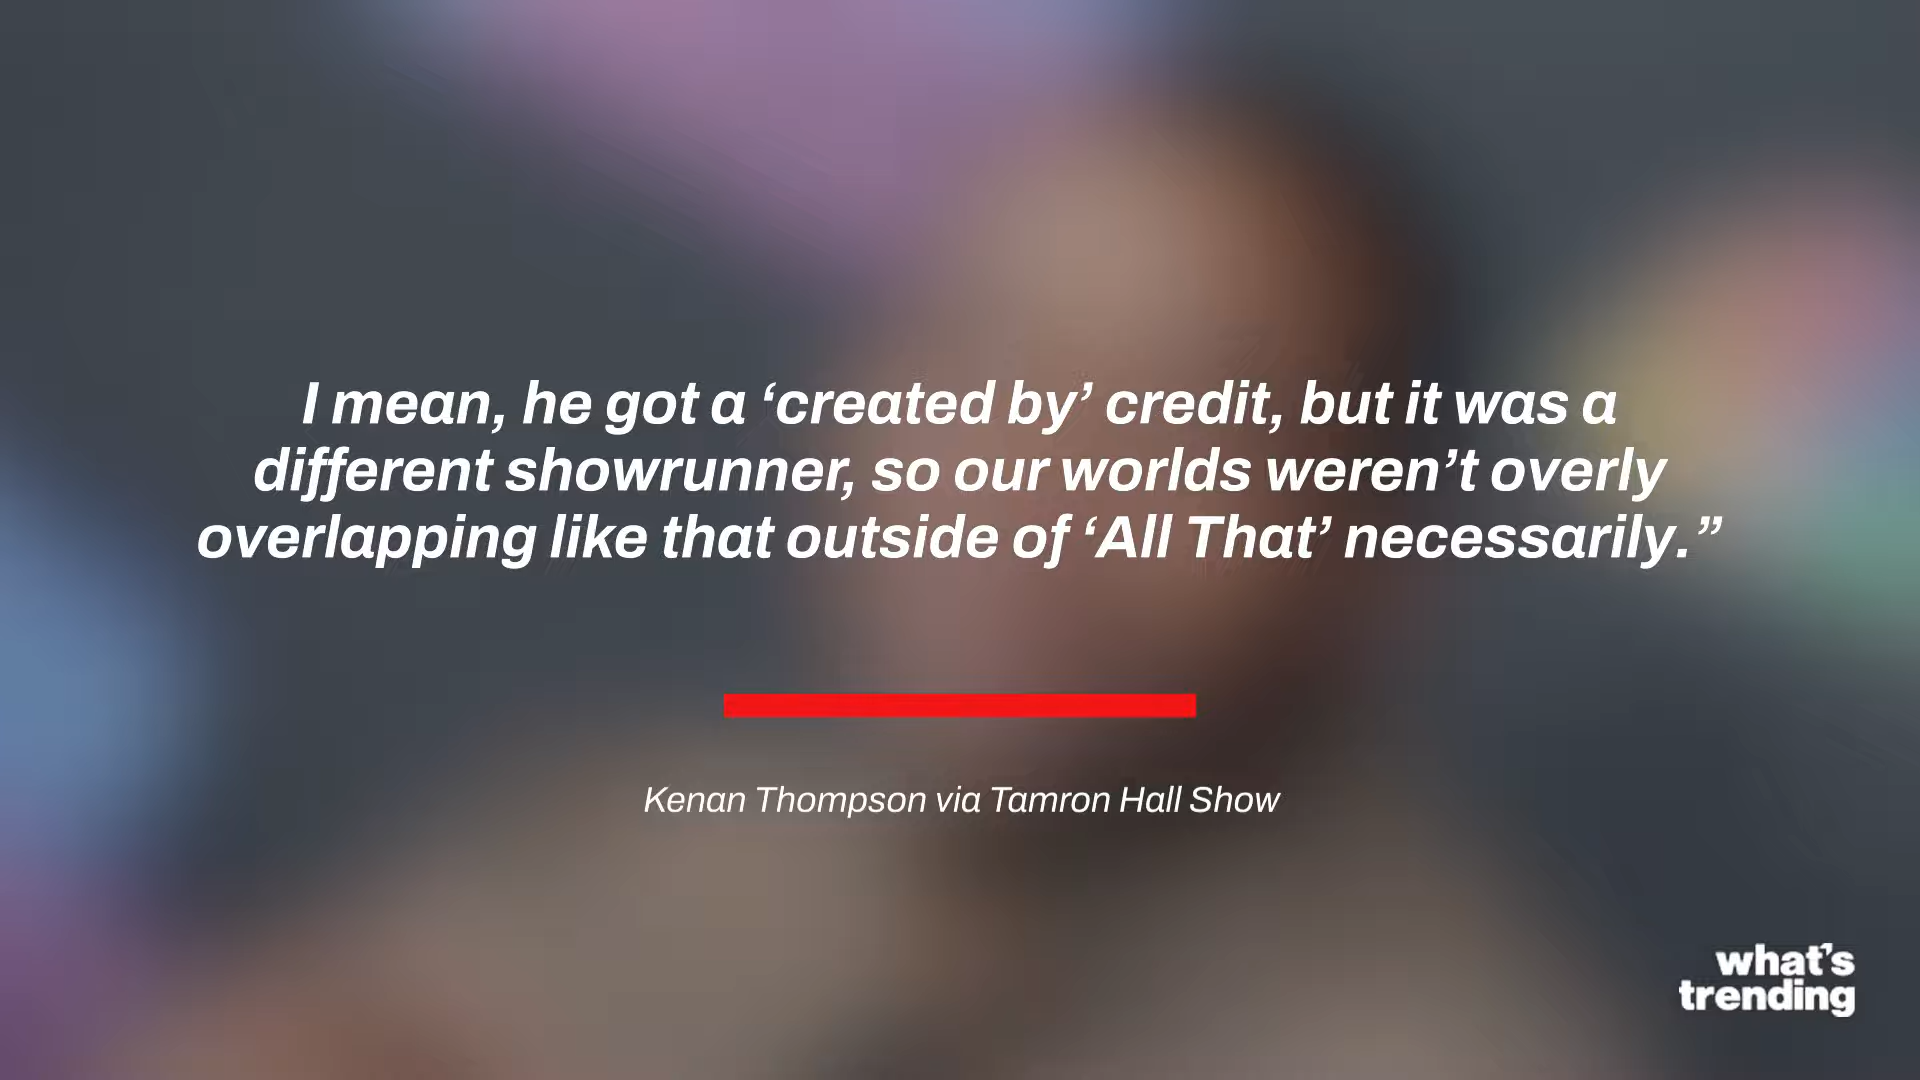 I mean, he got a ‘created by’ credit, but it was a
different showrunner, so our worlds weren’t overly
overlapping like that outside of ‘All That’ necessarily.”
Kenan Thompson via Tamron Hall Show
what's
trending